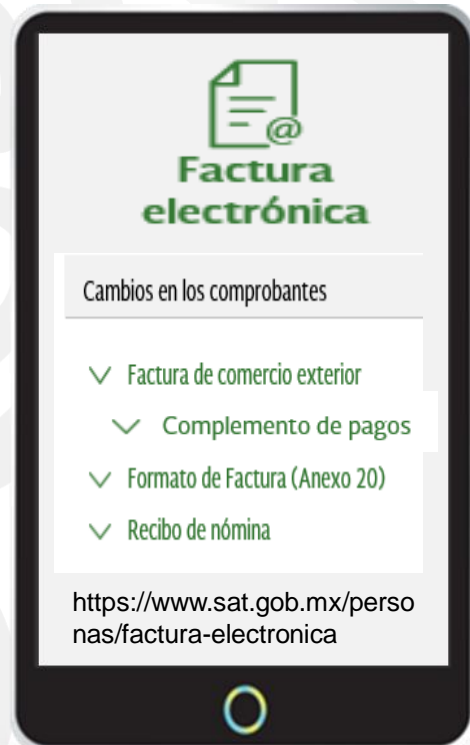 Factura
electrónica
Cambios en los comprobantes
Factura de comercio exterior
Complemento de pagos
Formato de Factura (Anexo 20)
Recibo de nómina
https://www.sat.gob.mx/perso
nas/factura-electronica